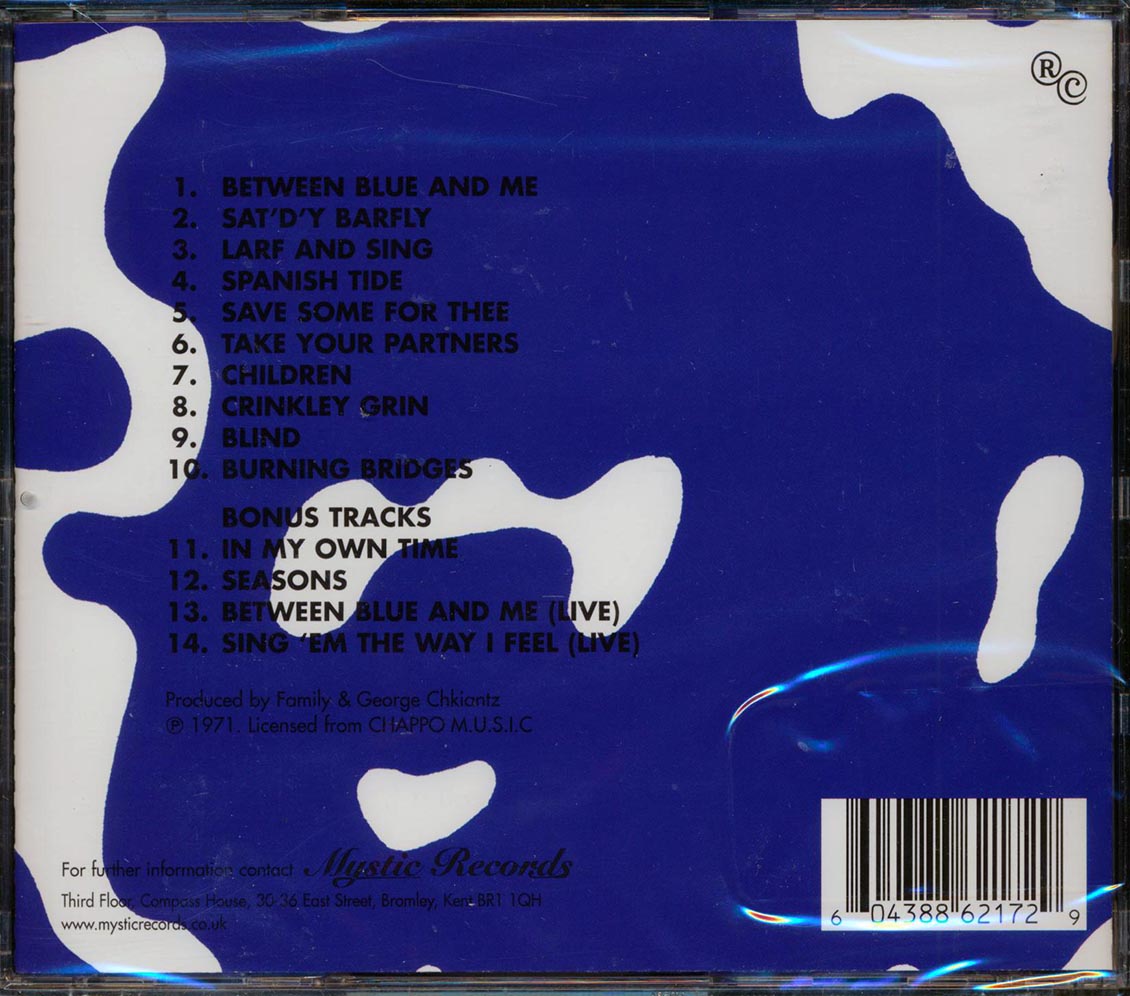 ® ©
1. BETWEEN BLUE AND ME
2. SAT'D'Y BARFLY
3. LARF AND SING
4. SPANISH TIDE
5. SAVE SOME FOR THEE
6. TAKE YOUR PARTNERS
7. CHILDREN
8. CRINKLEY GRIN
9. BLIND
10. BURNING BRIDGES
BONUS TRACKS
11. IN MY OWN TIME
12. SEASONS
13. BETWEEN BLUE AND ME (LIVE)
14. SING 'EM THE WAY I FEEL (LIVE)
Produced by Family & George Chkiantz
℗ 1971. Licensed from CHAPPO M.U.S.I.C
For further information contact Mystic Records
Third Floor, Compass House, 30-36 East Street, Bromley, Kent BR1 1QH
www.mysticrecords.co.uk
6 04388 62172 9